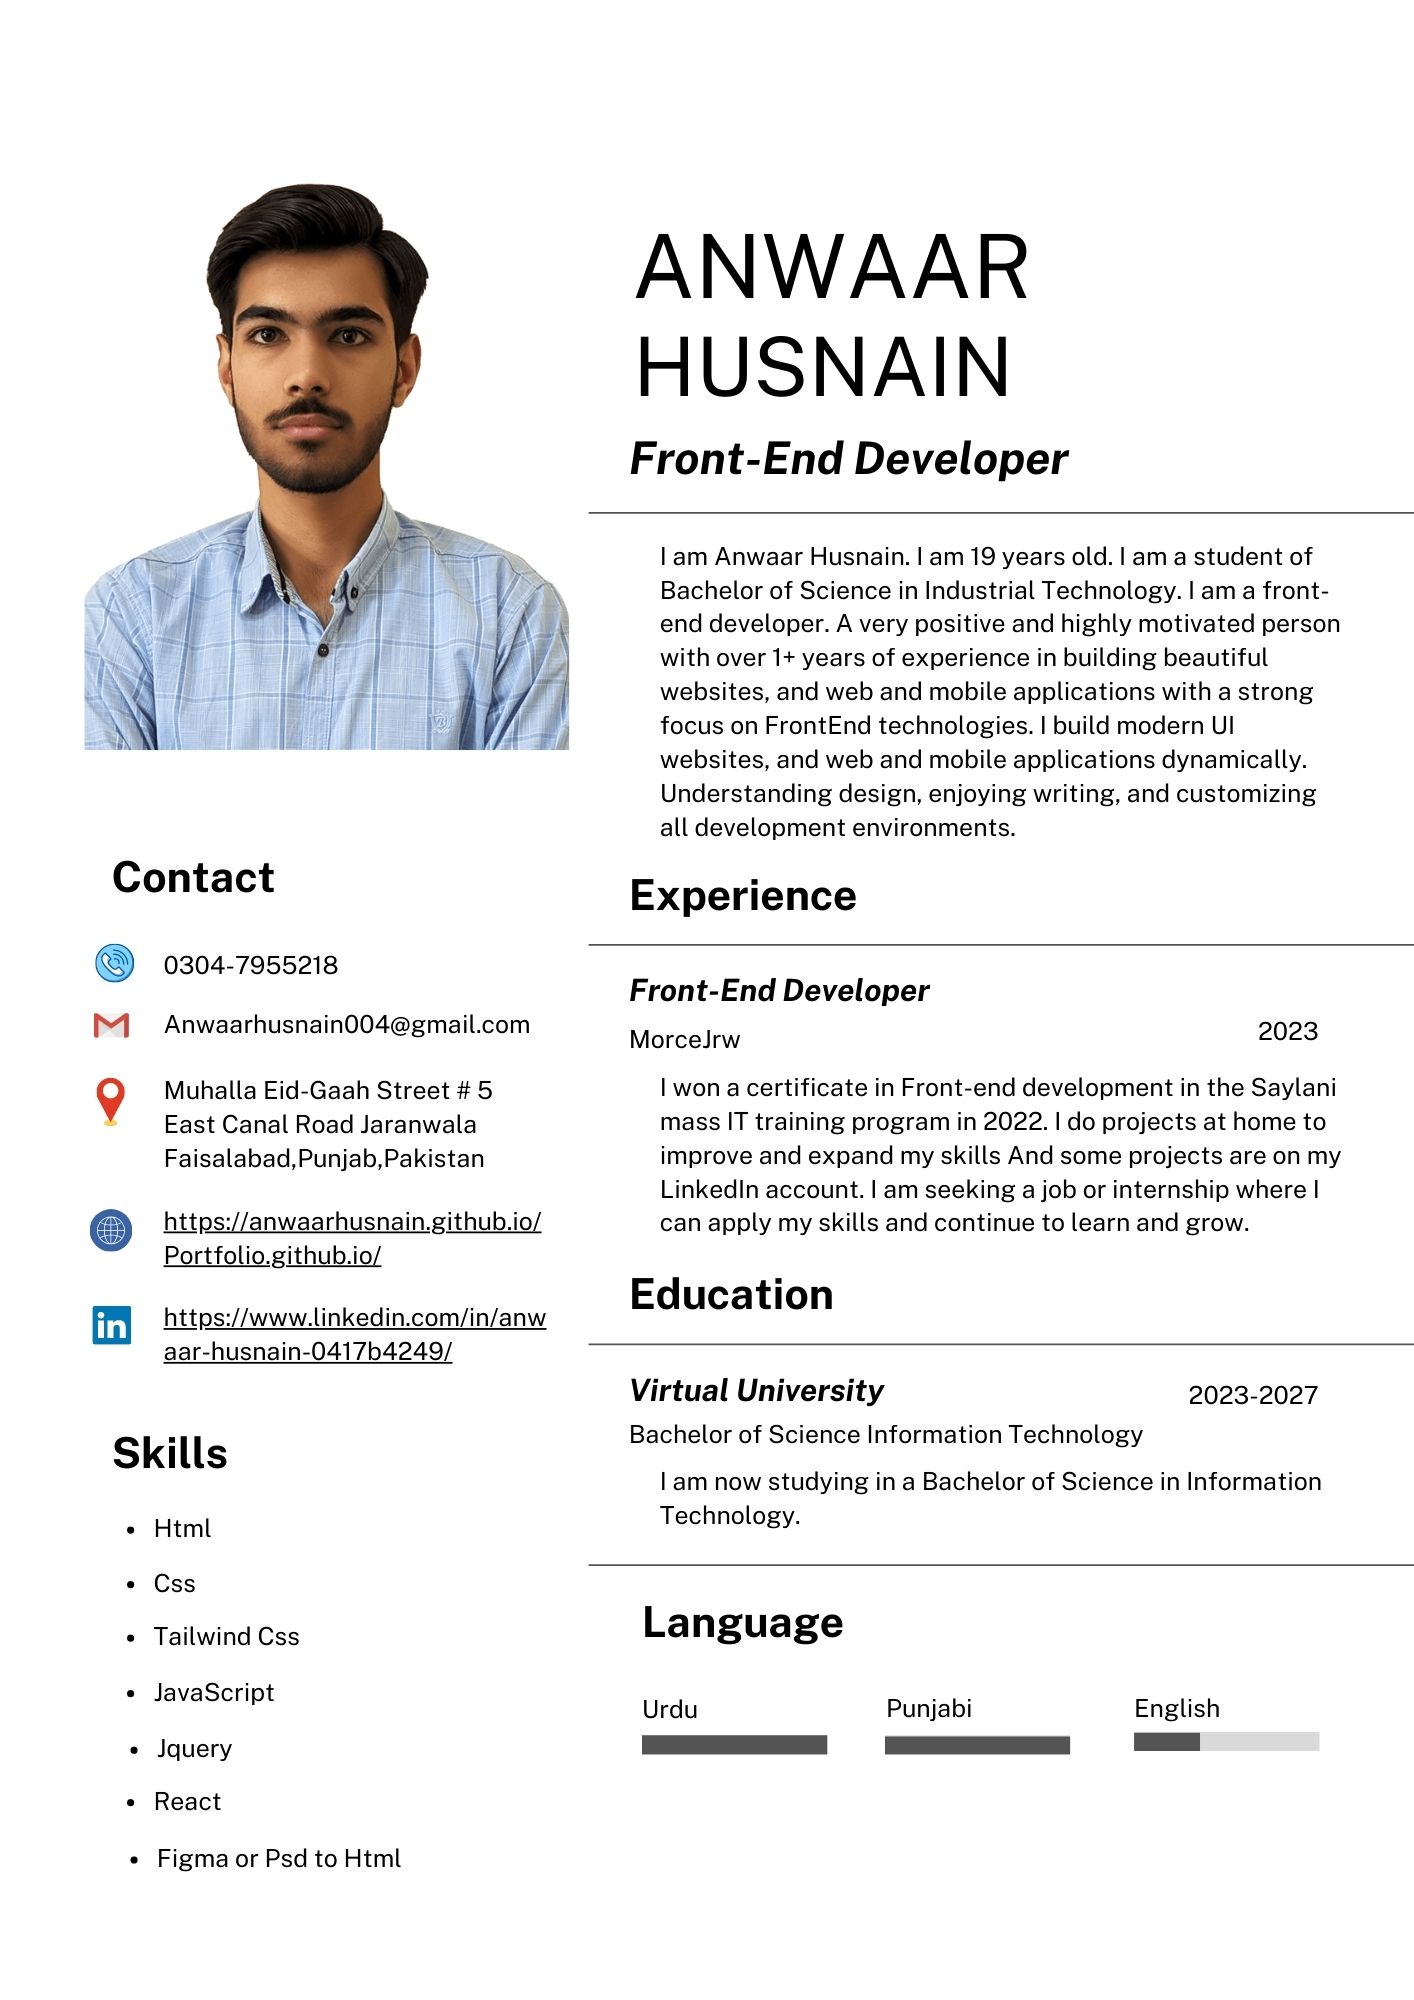 ANWAAR
HUSNAIN
Front-End Developer
I am Anwaar Husnain. I am 19 years old. I am a student of
Bachelor of Science in Industrial Technology. I am a front-
end developer. A very positive and highly motivated person
with over 1+ years of experience in building beautiful
websites, and web and mobile applications with a strong
focus on FrontEnd technologies. I build modern UI
websites, and web and mobile applications dynamically.
Understanding design, enjoying writing, and customizing
all development environments.
Contact
0304-7955218
Anwaarhusnain004@gmail.com
Muhalla Eid-Gaah Street # 5
East Canal Road Jaranwala
Faisalabad,Punjab,Pakistan
https://anwaarhusnain.github.io/
Portfolio.github.io/
in
https://www.linkedin.com/in/anw
aar-husnain-0417b4249/
Skills
• Html
• Css
• Tailwind Css
• JavaScript
• Jquery
• React
• Figma or Psd to Html
Experience
Front-End Developer
MorceJrw
2023
I won a certificate in Front-end development in the Saylani
mass IT training program in 2022. I do projects at home to
improve and expand my skills And some projects are on my
LinkedIn account. I am seeking a job or internship where I
can apply my skills and continue to learn and grow.
Education
Virtual University
2023-2027
Bachelor of Science Information Technology
I am now studying in a Bachelor of Science in Information
Technology.
Language
Urdu
Punjabi
English